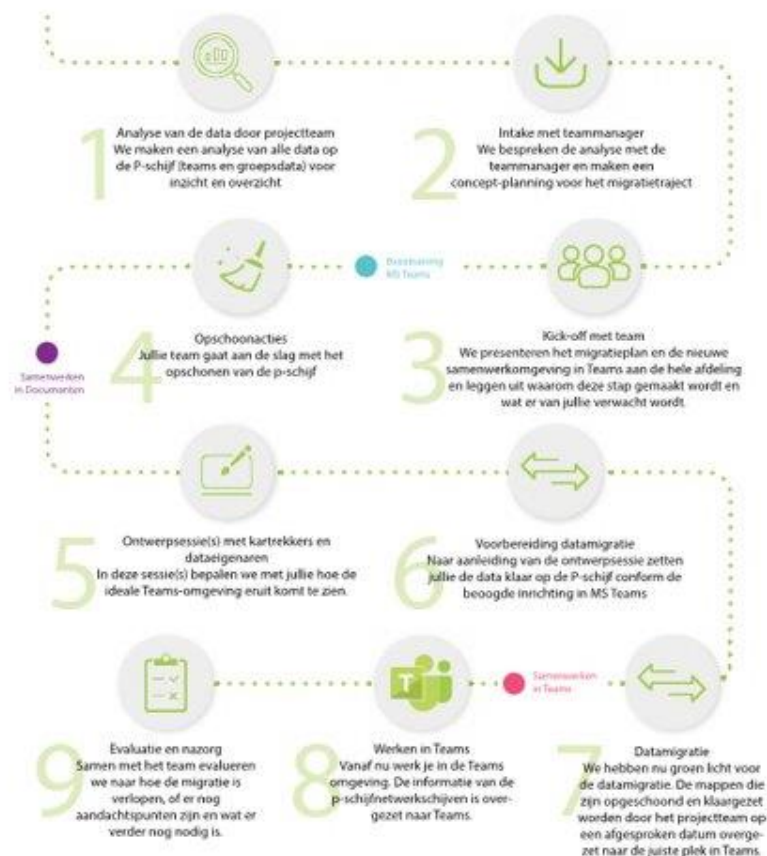 1
Analyse van de data door projectteam
We maken een analyse van alle data op
de P-schijf (teams en groepsdata) voor
inzicht en overzicht
2
Intake met teammanager
We bespreken de analyse met de
teammanager en maken een
concept-planning voor het migratietraject
3
Kick-off met team
We presenteren het migratieplan en de nieuwe
samenwerkomgeving in Teams aan de hele afdeling
en leggen uit waarom deze stap gemaakt wordt en
wat er van jullie verwacht wordt
MS Teams
4
Opschoonacties
Jullie team gaat aan de slag met het
opschonen van de p-schijf
Samenwerken
in Documenten
5
Ontwerpsessie(s) met kartrekkers en
dataeigenaren
In deze sessie(s) bepalen we met jullie hoe de
ideale Teams-omgeving eruit komt te zien.
6
Voorbereiding datamigratie
Naar aanleiding van de ontwerpsessie zetten
jullie de data klaar op de P-schijf conform de
beoogde inrichting in MS Teams
7
Datamigratie
We hebben nu groen licht voor
de datamigratie. De mappen die
zijn opgeschoond en klaargezet
worden door het projectteam op
een afgesproken datum overge-
zet naar de juiste plek in Teams.
Samenwerken
in Teams
T
8
Werken in Teams
Vanaf nu werk je in de Teams
omgeving. De informatie van de
p-schijfnetwerkschijven is over-
gezet naar Teams.
9
Evaluatie en nazorg
Samen met het team evalueren
we naar hoe de migratie is
verlopen, of er nog
aandachtspunten zijn en wat er
verder nog nodig is.